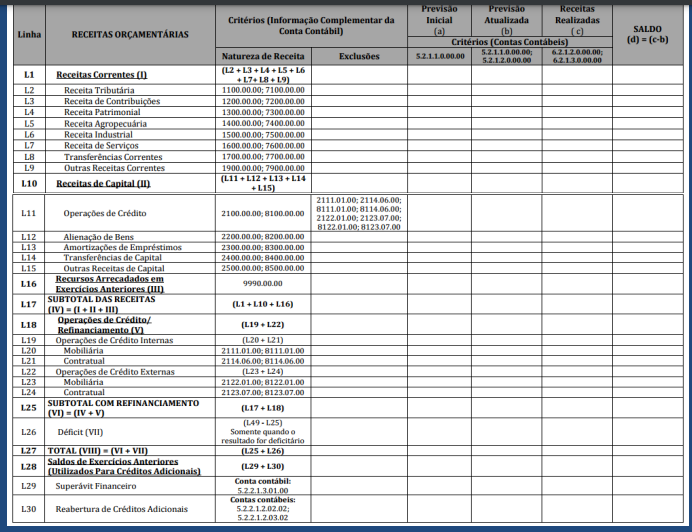 Linha RECEITAS ORÇAMENTÁRIAS Critérios (Informação Complementar da Conta Contábil) Previsão Inicial (a) Previsão Atualizada (b) Receitas Realizadas ( c) SALDO (d) = (c-b)
Critérios (Contas Contábeis)
Natureza de Receita Exclusões 5.2.1.1.0.00.00 5.2.1.1.0.00.00; 5.2.1.2.0.00.00 6.2.1.2.0.00.00; 6.2.1.3.0.00.00
L1 Receitas Correntes (I) (L2 + L3 + L4 + L5 + L6 + L7+ L8 + L9)
L2 Receita Tributária 1100.00.00; 7100.00.00
L3 Receita de Contribuições 1200.00.00; 7200.00.00
L4 Receita Patrimonial 1300.00.00; 7300.00.00
L5 Receita Agropecuária 1400.00.00; 7400.00.00
L6 Receita Industrial 1500.00.00; 7500.00.00
L7 Receita de Serviços 1600.00.00; 7600.00.00
L8 Transferências Correntes 1700.00.00; 7700.00.00
L9 Outras Receitas Correntes 1900.00.00; 7900.00.00
L10 Receitas de Capital (II) (L11 + L12 + L13 + L14 + L15)
L11 Operações de Crédito 2100.00.00; 8100.00.00 2111.01.00; 2114.06.00; 8111.01.00; 8114.06.00; 2122.01.00; 2123.07.00; 8122.01.00; 8123.07.00
L12 Alienação de Bens 2200.00.00; 8200.00.00
L13 Amortizações de Empréstimos 2300.00.00; 8300.00.00
L14 Transferências de Capital 2400.00.00; 8400.00.00
L15 Outras Receitas de Capital 2500.00.00; 8500.00.00
L16 Recursos Arrecadados em Exercícios Anteriores (III) 9990.00.00
L17 SUBTOTAL DAS RECEITAS (IV) = (I + II + III) (L1 + L10 + L16)
L18 Operações de Crédito/ Refinanciamento (V) (L19 + L22)
L19 Operações de Crédito Internas (L20 + L21)
L20 Mobiliária 2111.01.00; 8111.01.00
L21 Contratual 2114.06.00; 8114.06.00
L22 Operações de Crédito Externas (L23 + L24)
L23 Mobiliária 2122.01.00; 8122.01.00
L24 Contratual 2123.07.00; 8123.07.00
L25 SUBTOTAL COM REFINANCIAMENTO (VI) = (IV + V) (L17 + L18)
L26 Déficit (VII) (L49 - L25) Somente quando o resultado for deficitário
L27 TOTAL (VIII) = (VI + VII) (L25 + L26)
L28 Saldos de Exercícios Anteriores (Utilizados Para Créditos Adicionais) (L29 + L30)
L29 Superávit Financeiro Conta contábil: 5.2.2.1.3.01.00
L30 Reabertura de Créditos Adicionais Contas contábeis: 5.2.2.1.2.02.02; 5.2.2.1.2.03.02